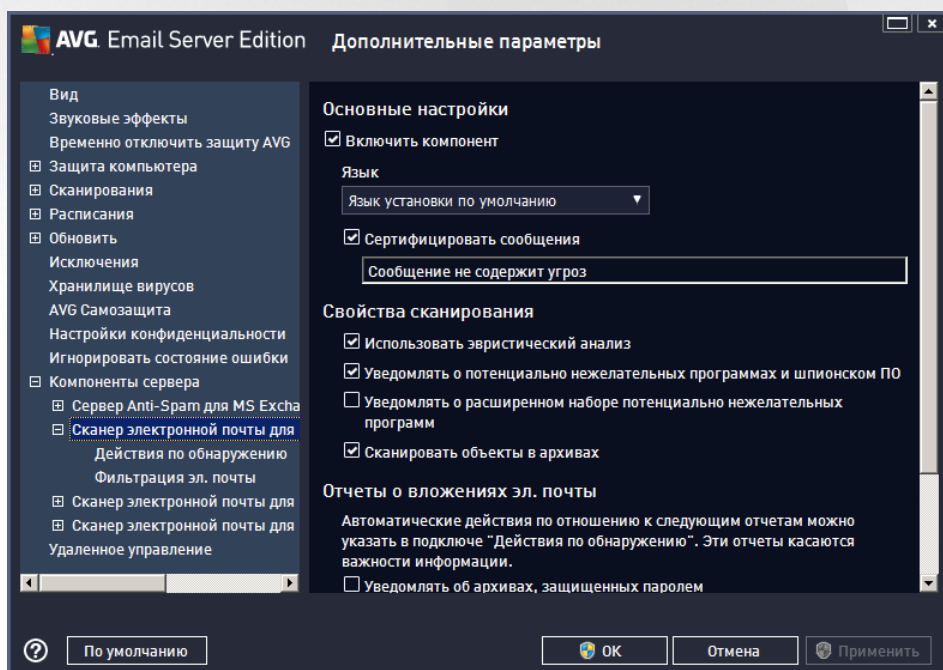 AVG. Email Server Edition Дополнительные параметры
Вид
Звуковые эффекты
Временно отключить защиту AVG
Защита компьютера
Сканирования
Расписания
Обновить
Исключения
Хранилище вирусов
AVG Самозащита
Настройки конфиденциальности
Игнорировать состояние ошибки
Компоненты сервера
Сервер Anti-Spam для MS Excha
Сканер электронной почты для
Действия по обнаружению
Фильтрация эл. почты
Сканер электронной почты для
Сканер электронной почты для
Удаленное управление
Основные настройки
Включить компонент
Язык
Язык установки по умолчанию
Сертифицировать сообщения
Сообщение не содержит угроз
Свойства сканирования
Использовать эвристический анализ
Уведомлять о потенциально нежелательных программах и шпионском ПО
Уведомлять о расширенном наборе потенциально нежелательных
программ
Сканировать объекты в архивах
Отчеты о вложениях эл. почты
Автоматические действия по отношению к следующим отчетам можно
указать в подключе "Действия по обнаружению". Эти отчеты касаются
важности информации.
Уведомлять об архивах, защищенных паролем
? По умолчанию OK Отмена Применить